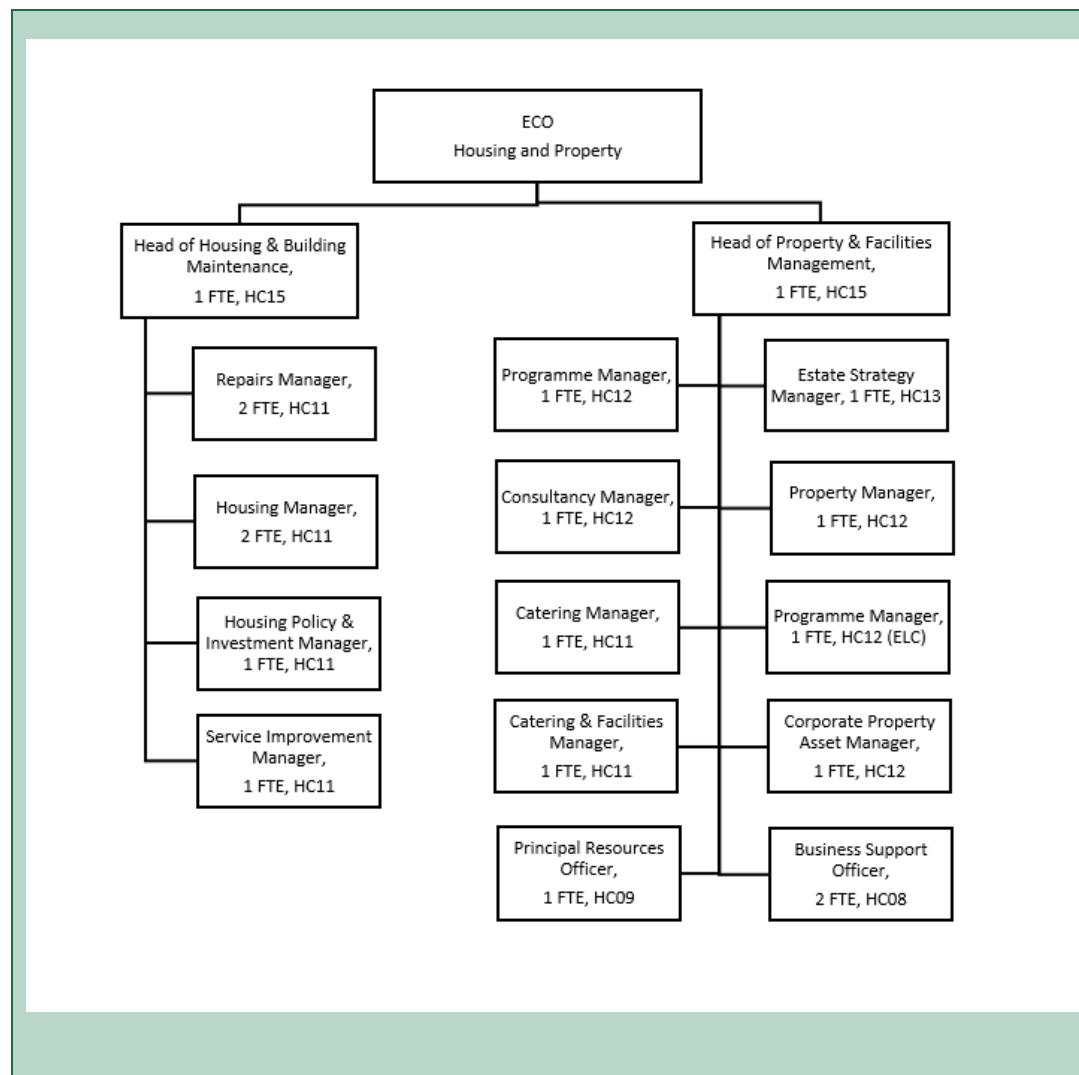 ECO
Housing and Property
Head of Housing & Building
Maintenance,
1 FTE, HC15
Head of Property & Facilities
Management,
1 FTE, HC15
Repairs Manager,
2 FTE, HC11
Housing Manager,
2 FTE, HC11
Housing Policy &
Investment Manager,
1 FTE, HC11
Service Improvement
Manager,
1 FTE, HC11
Programme Manager,
1 FTE, HC12
Estate Strategy
Manager, 1 FTE, HC13
Consultancy Manager,
1 FTE, HC12
Property Manager,
1 FTE, HC12
Catering Manager,
1 FTE, HC11
Programme Manager,
1 FTE, HC12 (ELC)
Catering & Facilities
Manager,
1 FTE, HC11
Corporate Property
Asset Manager,
1 FTE, HC12
Principal Resources
Officer,
1 FTE, HC09
Business Support
Officer,
2 FTE, HC08